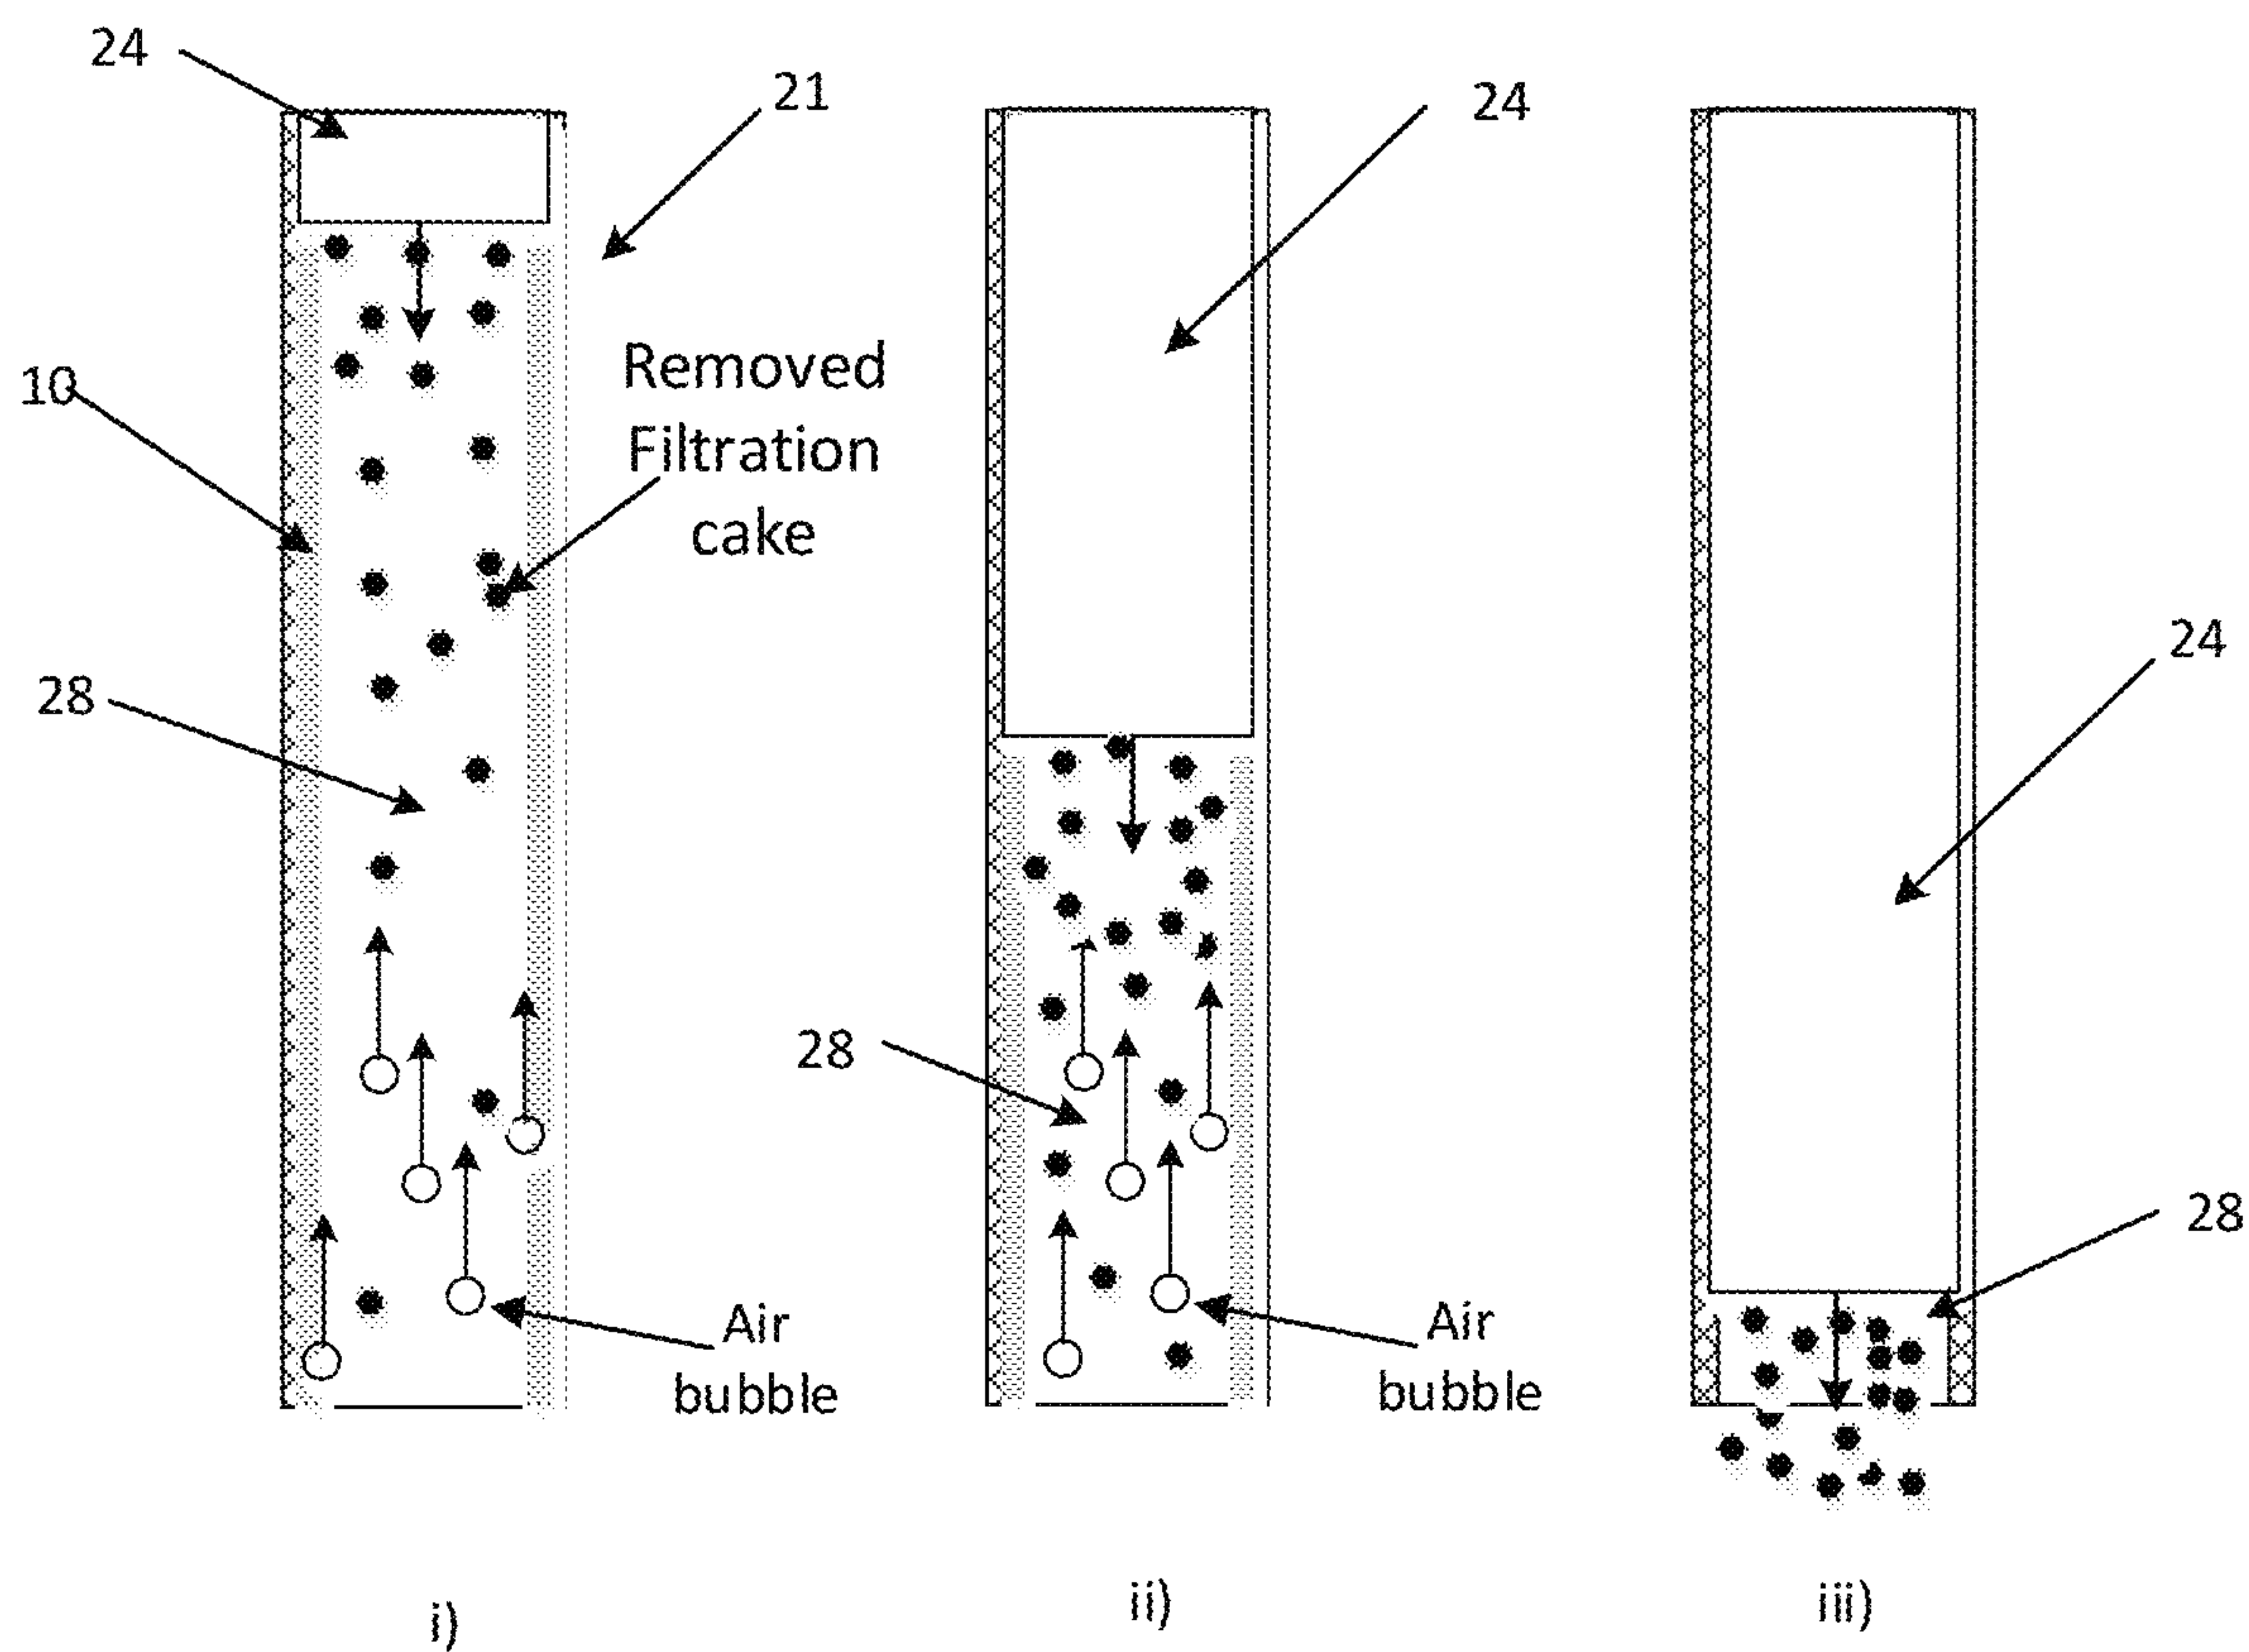 24
21
24
10
Removed
Filtration
cake
24
28
28
28
Air
bubble
Air
bubble
i)
ii)
iii)